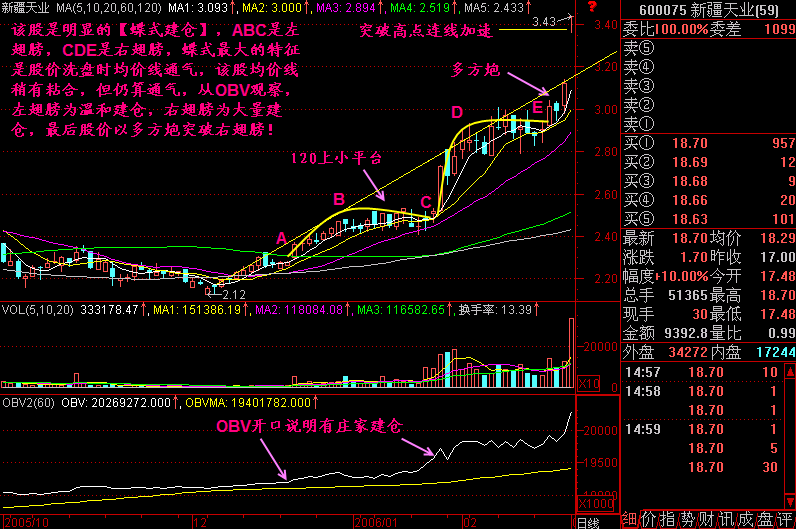 新疆天业 MA(5,10,20,60,120) MA1: 3.093↑, MA2: 3.000↑, MA3: 2.894↑, MA4: 2.519↑, MA5: 2.433↑
该股是明显的【蝶式建仓】，ABC是左
翅膀，CDE是右翅膀，蝶式最大的特征
是股价洗盘时均价线通气，该股均价线
稍有粘合，但仍算通气，从OBV观察，
左翅膀为温和建仓，右翅膀为大量建
仓，最后股价以多方炮突破右翅膀！
突破高点连线加速
3.43
?
多方炮
120上小平台
A
B
C
D
E
2.12
3.40
3.20
3.00
2.80
2.60
2.40
2.20
VOL(5,10,20) 333178.47↑, MA1: 151386.19↑, MA2: 118084.08↑, MA3: 116582.65↑, 换手率: 13.39↑
20000
10000
X10
OBV2(60) OBV: 20269272.000↑, OBVMA: 19401782.000↑
OBV开口说明有庄家建仓
20000
19500
19000
X1000
2005/10 12 2006/01 02 日线
600075 新疆天业(59)
委比 100.00% 委差 1099
卖⑤
卖④
卖③
卖②
卖①
买① 18.70 957
买② 18.69 12
买③ 18.68 9
买④ 18.66 20
买⑤ 18.63 101
最新 18.70 均价 18.29
涨跌 1.70 昨收 17.00
幅度 +10.00% 今开 17.48
总手 51365 最高 18.70
现手 30 最低 17.48
金额 9392.8 量比 0.99
外盘 34272 内盘 17244
14:57 18.70 10
14:58 18.70 1
18.70 1
14:59 18.70 1
18.70 5
18.70 30
细 价 指 势 财 讯 成 盘 评